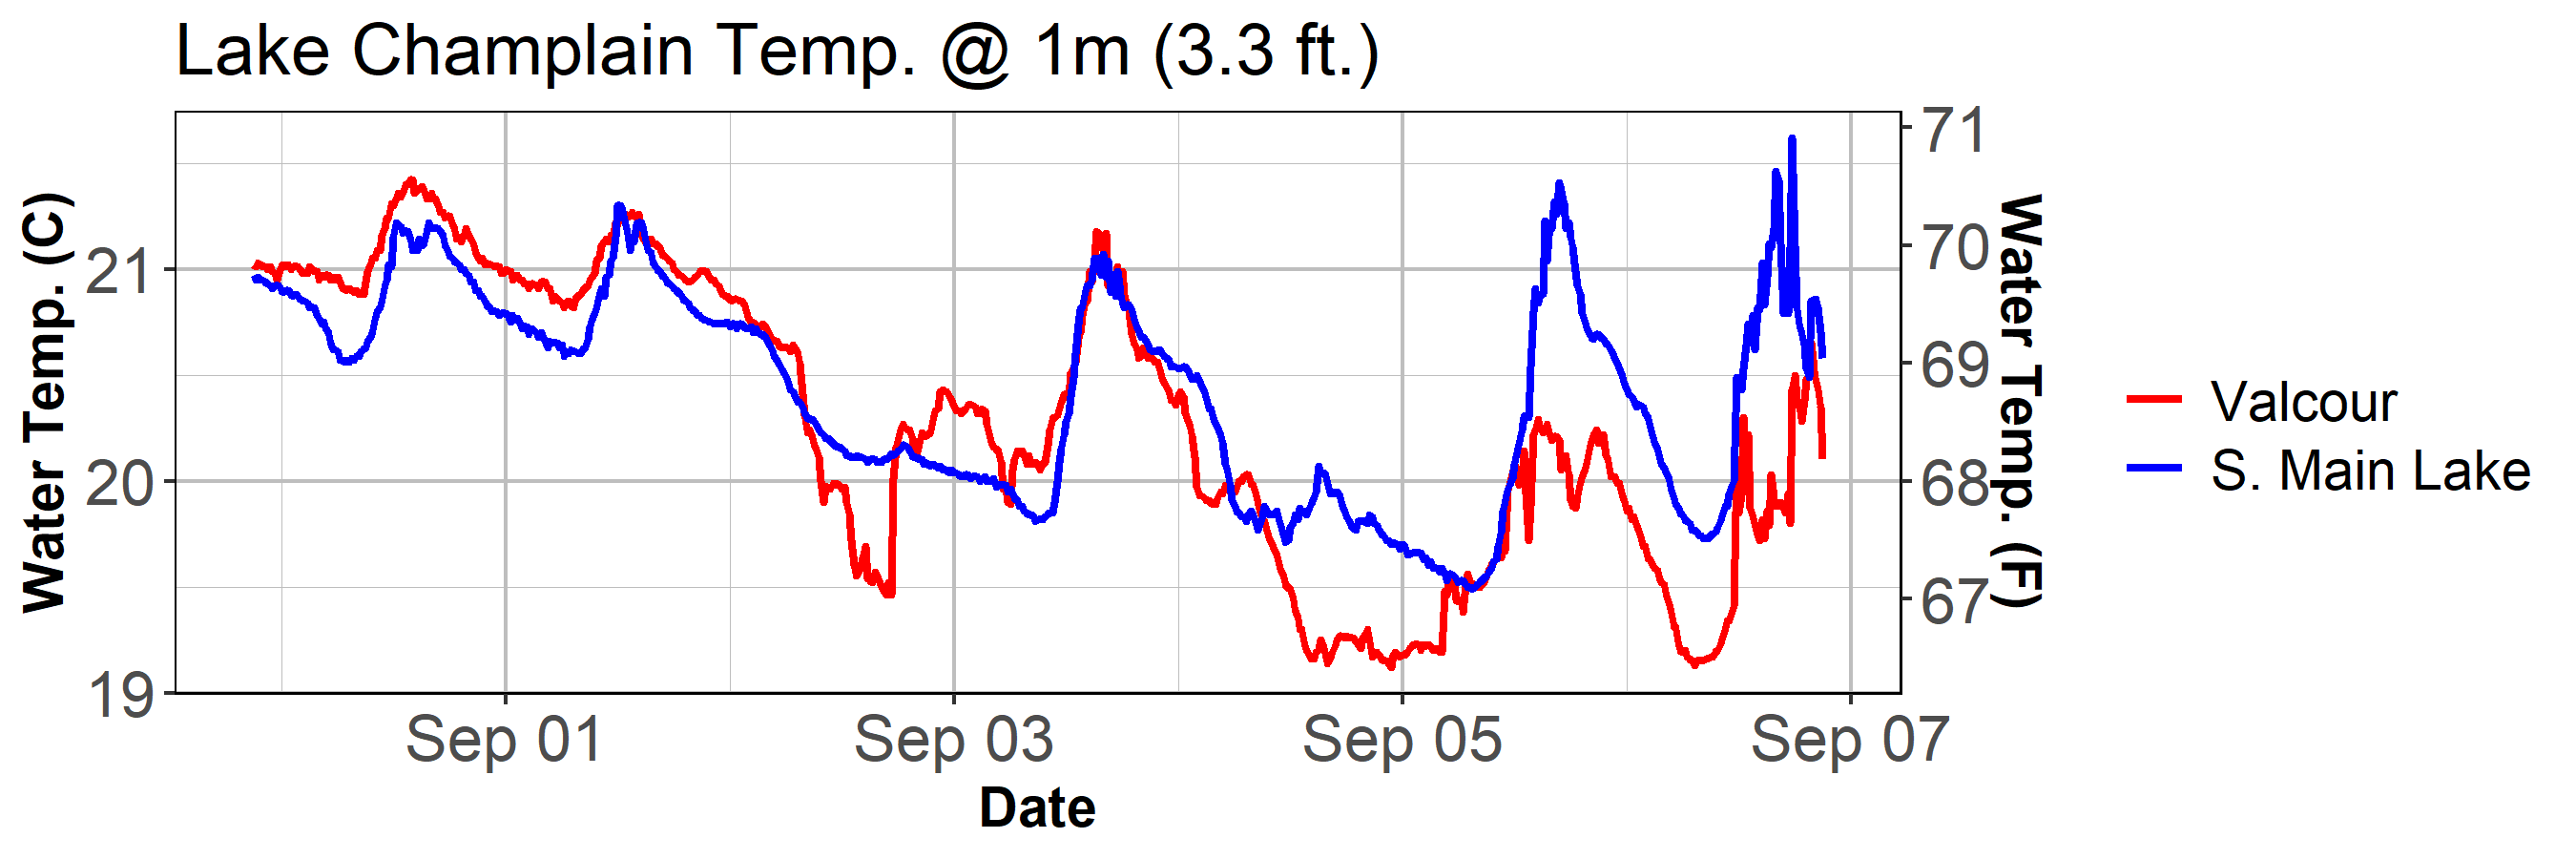 Lake Champlain Temp. @ 1m (3.3 ft.)
Water Temp. (C)
21
20
19
71
70
69
68
67
Water Temp. (F)
Sep 01
Sep 03
Sep 05
Sep 07
Date
Valcour
S. Main Lake